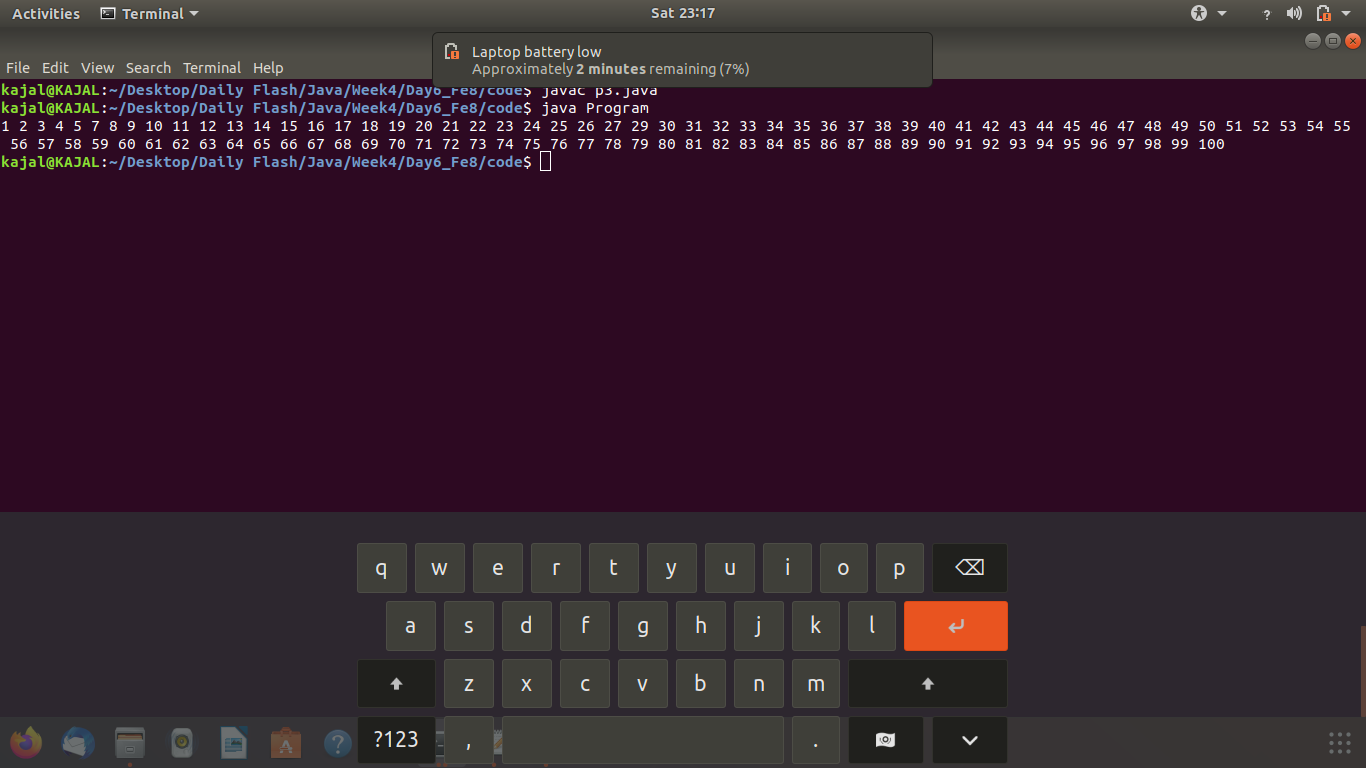 Activities Terminal Sat 23:17 ?
Laptop battery low
Approximately 2 minutes remaining (7%)
File Edit View Search Terminal Help
kajal@KAJAL:~/Desktop/Daily Flash/Java/Week4/Day6_Fe8/code$ javac p3.java
kajal@KAJAL:~/Desktop/Daily Flash/Java/Week4/Day6_Fe8/code$ java Program
1 2 3 4 5 7 8 9 10 11 12 13 14 15 16 17 18 19 20 21 22 23 24 25 26 27 29 30 31 32 33 34 35 36 37 38 39 40 41 42 43 44 45 46 47 48 49 50 51 52 53 54 55
56 57 58 59 60 61 62 63 64 65 66 67 68 69 70 71 72 73 74 75 76 77 78 79 80 81 82 83 84 85 86 87 88 89 90 91 92 93 94 95 96 97 98 99 100
kajal@KAJAL:~/Desktop/Daily Flash/Java/Week4/Day6_Fe8/code$
q w e r t y u i o p
a s d f g h j k l
z x c v b n m
?123 , .